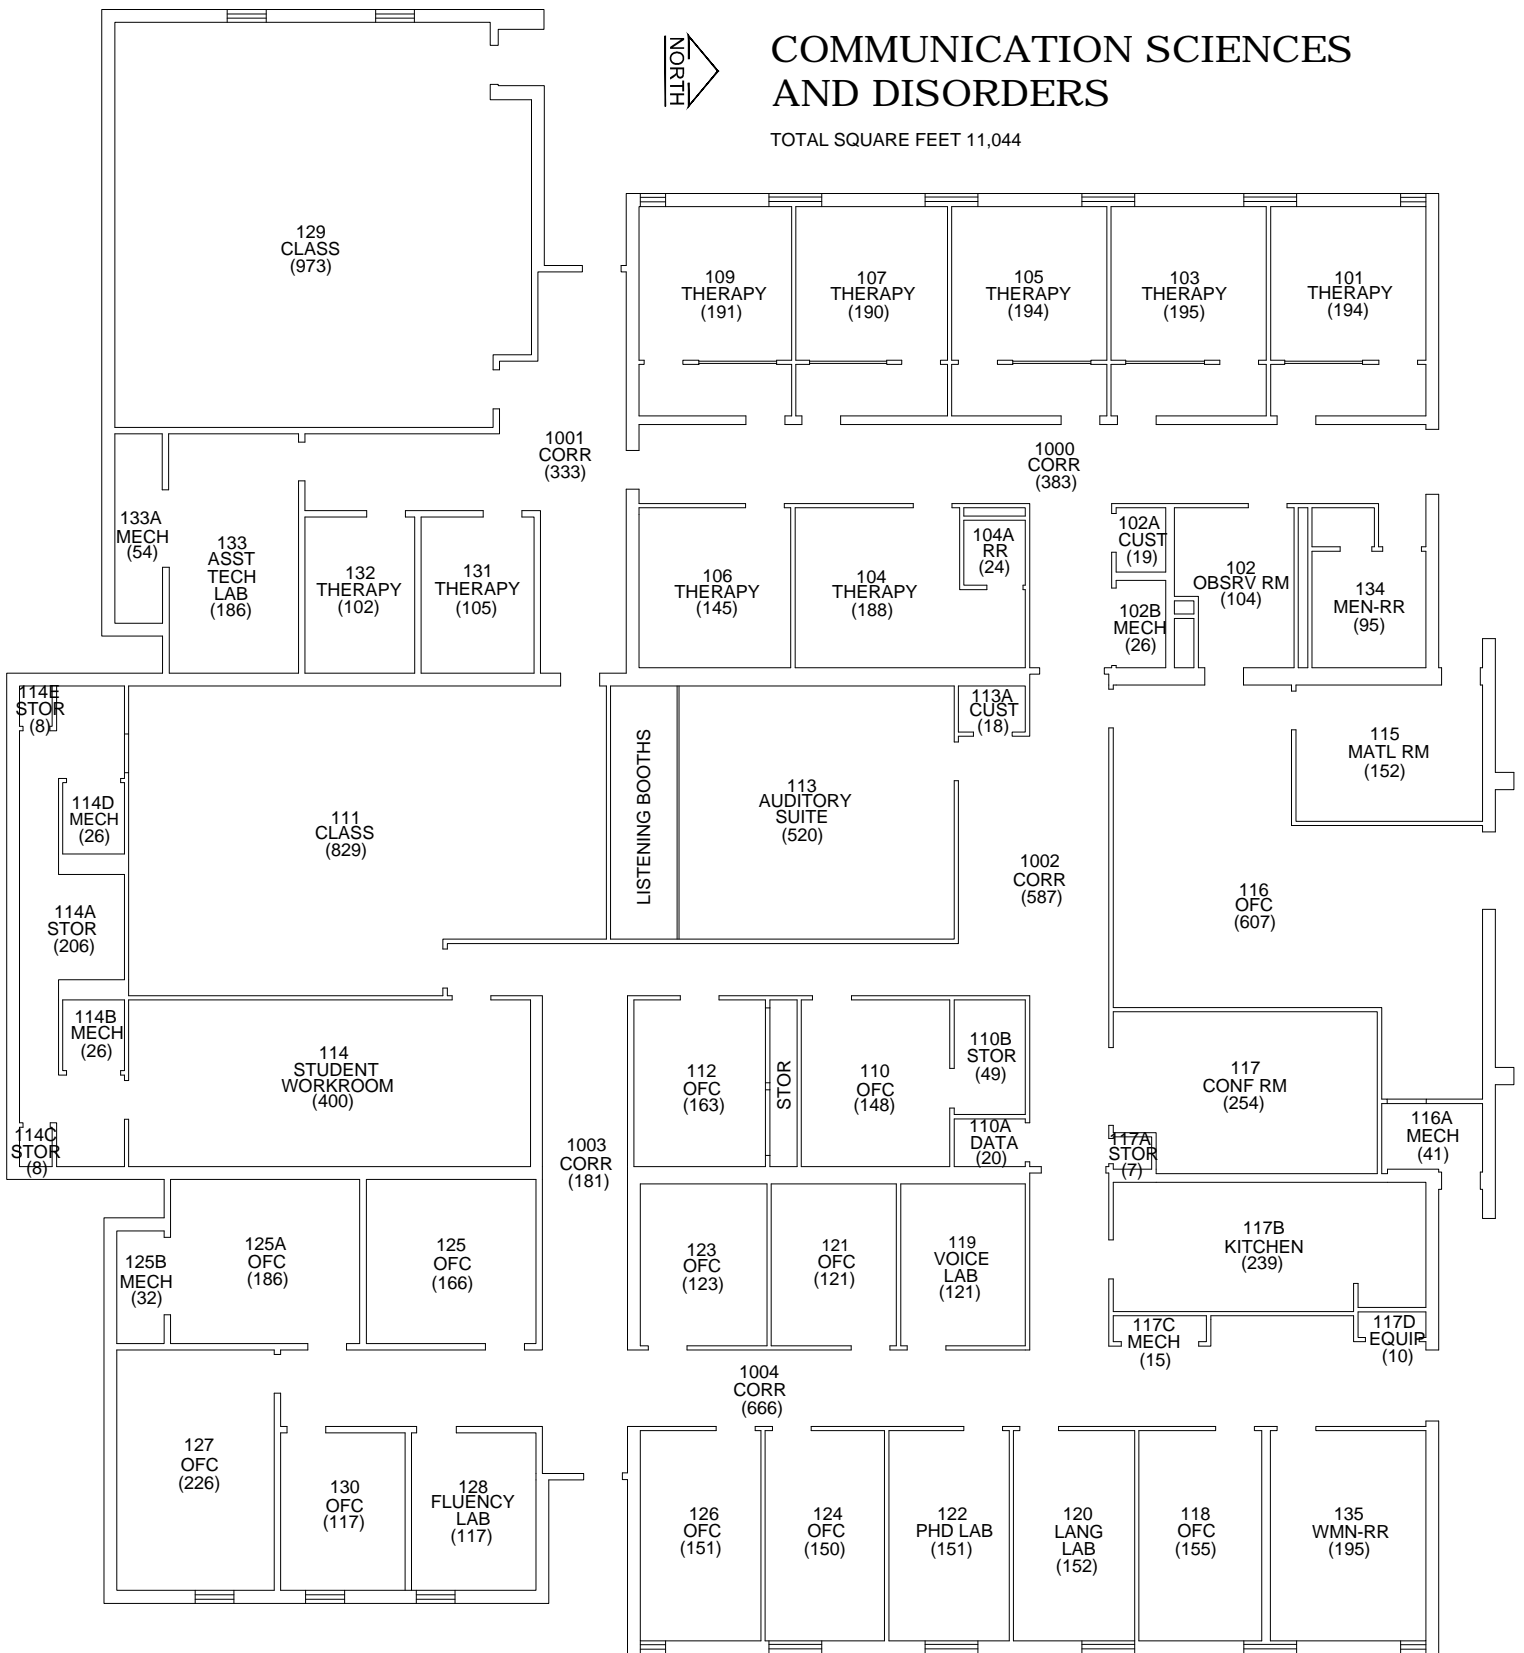 NORTH
COMMUNICATION SCIENCES
AND DISORDERS
TOTAL SQUARE FEET 11,044
129
CLASS
(973)
109
THERAPY
(191)
107
THERAPY
(190)
105
THERAPY
(194)
103
THERAPY
(195)
101
THERAPY
(194)
1001
CORR
(333)
1000
CORR
(383)
133A
MECH
(54)
133
ASST
TECH
LAB
(186)
132
THERAPY
(102)
131
THERAPY
(105)
106
THERAPY
(145)
104
THERAPY
(188)
104A
RR
(24)
102A
CUST
(19)
102B
MECH
(26)
102
OBSRV RM
(104)
134
MEN-RR
(95)
114E
STOR
(8)
114D
MECH
(26)
111
CLASS
(829)
LISTENING BOOTHS
113
AUDITORY
SUITE
(520)
113A
CUST
(18)
115
MATL RM
(152)
1002
CORR
(587)
116
OFC
(607)
114A
STOR
(206)
114B
MECH
(26)
114
STUDENT
WORKROOM
(400)
114C
STOR
(8)
1003
CORR
(181)
112
OFC
(163)
STOR
110
OFC
(148)
110B
STOR
(49)
110A
DATA
(20)
117
CONF RM
(254)
117A
STOR
(7)
116A
MECH
(41)
125B
MECH
(32)
125A
OFC
(186)
125
OFC
(166)
123
OFC
(123)
121
OFC
(121)
119
VOICE
LAB
(121)
117B
KITCHEN
(239)
117C
MECH
(15)
117D
EQUIP
(10)
1004
CORR
(666)
127
OFC
(226)
130
OFC
(117)
128
FLUENCY
LAB
(117)
126
OFC
(151)
124
OFC
(150)
122
PHD LAB
(151)
120
LANG
LAB
(152)
118
OFC
(155)
135
WMN-RR
(195)